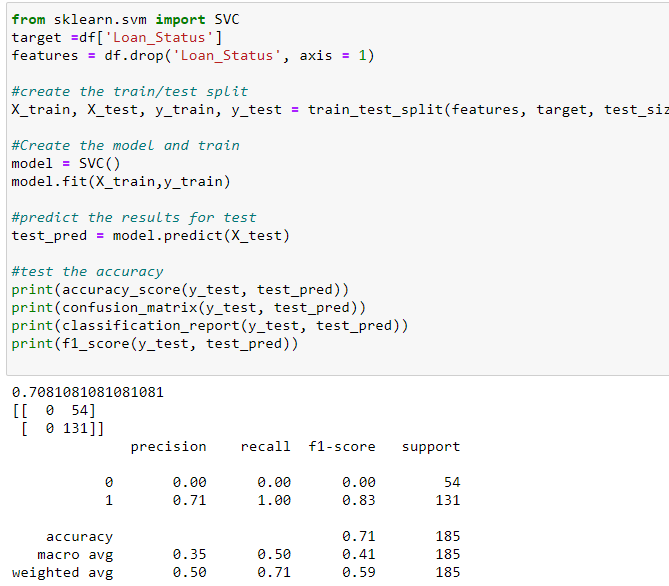 from sklearn.svm import SVC
target =df['Loan_Status']
features = df.drop('Loan_Status', axis = 1)
#create the train/test split
X_train, X_test, y_train, y_test = train_test_split(features, target, test_siz
#Create the model and train
model = SVC()
model.fit(X_train,y_train)
#predict the results for test
test_pred = model.predict(X_test)
#test the accuracy
print(accuracy_score(y_test, test_pred))
print(confusion_matrix(y_test, test_pred))
print(classification_report(y_test, test_pred))
print(f1_score(y_test, test_pred))
0.7081081081081081
[[  0  54]
 [  0 131]]
              precision    recall  f1-score   support
           0       0.00      0.00      0.00        54
           1       0.71      1.00      0.83       131
    accuracy                           0.71       185
   macro avg       0.35      0.50      0.41       185
weighted avg       0.50      0.71      0.59       185